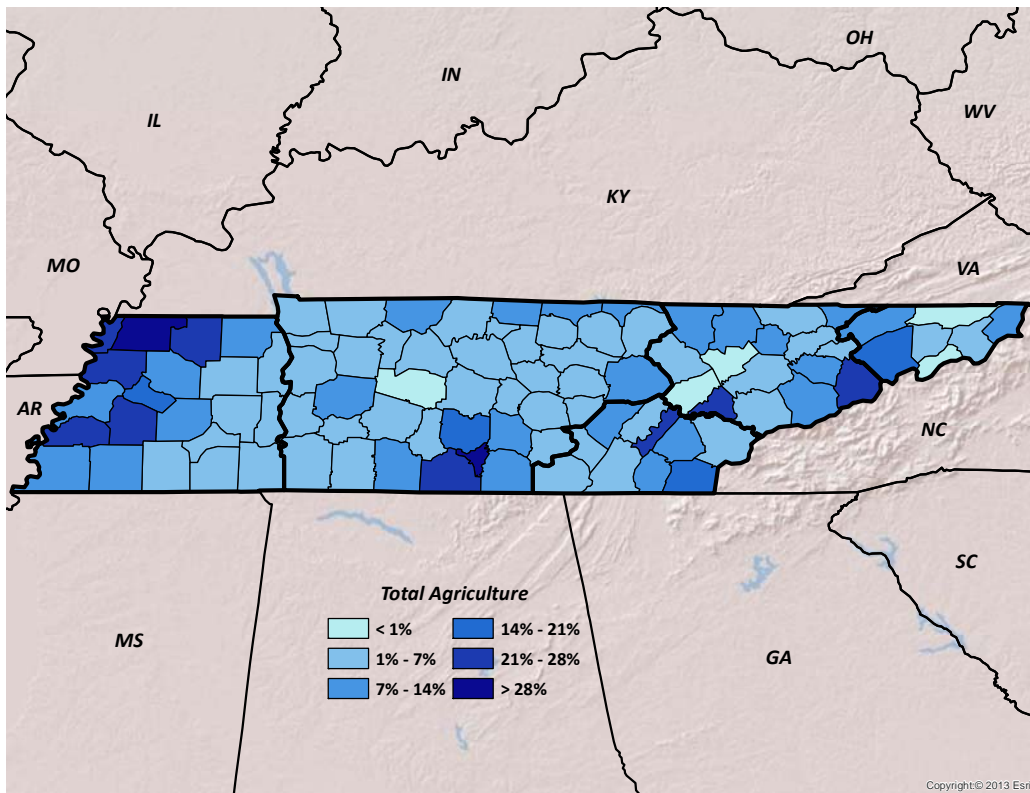 OH
IN
WV
IL
KY
MO
VA
AR
NC
SC
Total Agriculture
< 1%
14% - 21%
1% - 7%
21% - 28%
7% - 14%
> 28%
MS
GA
Copyright:© 2013 Esri